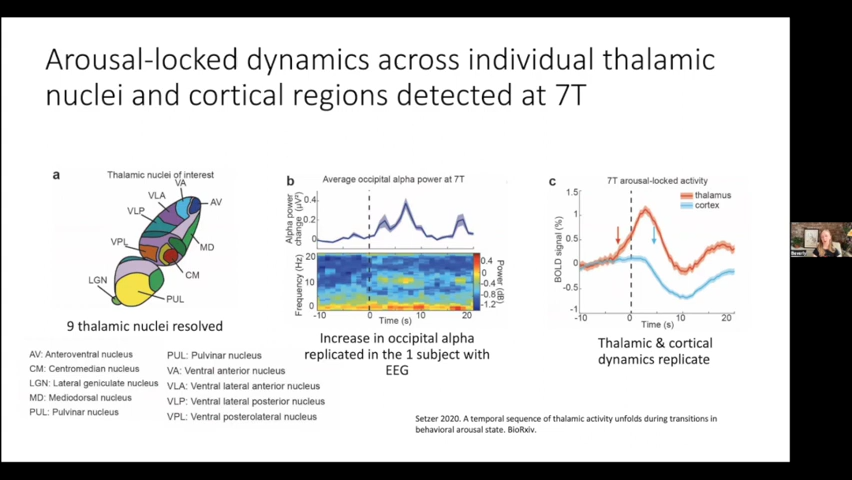 Arousal-locked dynamics across individual thalamic
nuclei and cortical regions detected at 7T
a
Thalamic nuclei of interest
VA
VLA
AV
VLP
VPL
MD
CM
LGN
PUL
9 thalamic nuclei resolved
AV: Anteroventral nucleus
CM: Centromedian nucleus
LGN: Lateral geniculate nucleus
MD: Mediodorsal nucleus
PUL: Pulvinar nucleus
PUL: Pulvinar nucleus
VA: Ventral anterior nucleus
VLA: Ventral lateral anterior nucleus
VLP: Ventral lateral posterior nucleus
VPL: Ventral posterolateral nucleus
b
Average occipital alpha power at 7T
Alpha power
change (µV²)
0.4
0.2
0
Frequency (Hz)
20
10
0
-10
0
10
20
Time (s)
0.4
0
-0.4
-0.8
-1.2
Power (dB)
Increase in occipital alpha
replicated in the 1 subject with
EEG
c
7T arousal-locked activity
thalamus
cortex
BOLD signal (%)
1.5
1
0.5
0
-0.5
-1
-10
0
10
20
Time (s)
Thalamic & cortical
dynamics replicate
Setzer 2020. A temporal sequence of thalamic activity unfolds during transitions in
behavioral arousal state. BioRxiv.